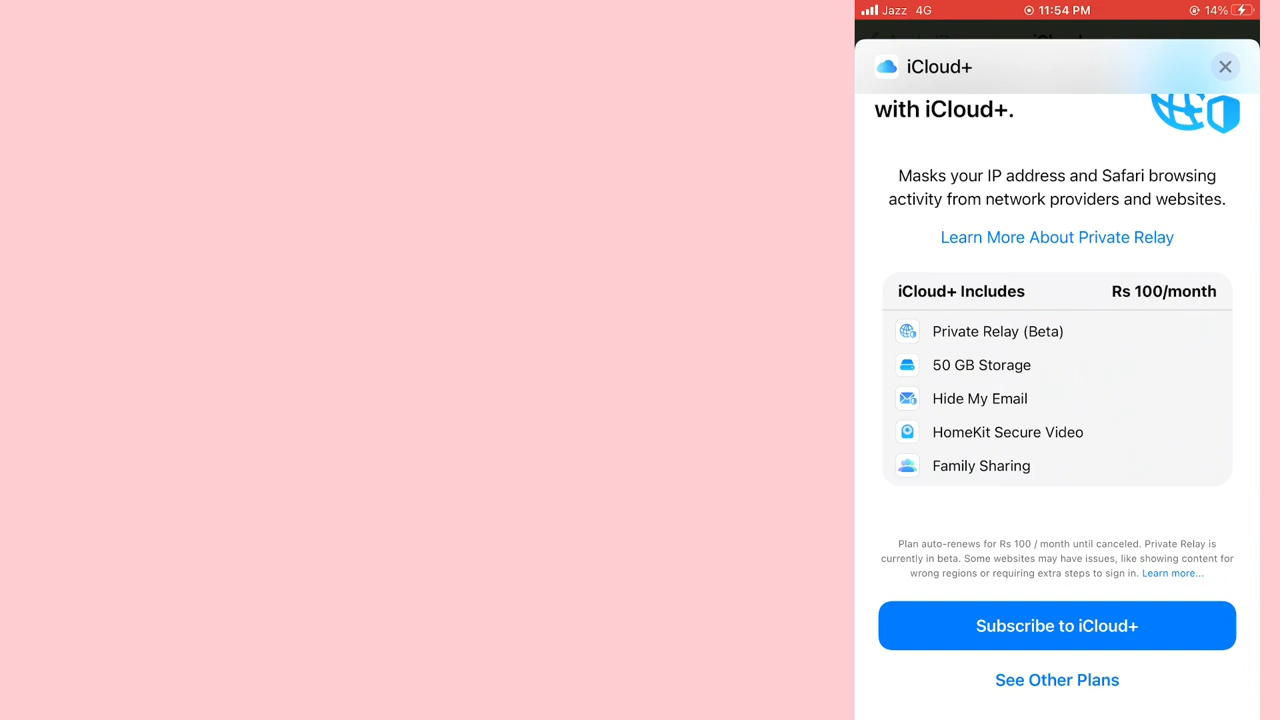 Jazz 4G 11:54 PM 14%
iCloud+
with iCloud+.
Masks your IP address and Safari browsing
activity from network providers and websites.
Learn More About Private Relay
iCloud+ Includes Rs 100/month
Private Relay (Beta)
50 GB Storage
Hide My Email
HomeKit Secure Video
Family Sharing
Plan auto-renews for Rs 100 / month until canceled. Private Relay is
currently in beta. Some websites may have issues, like showing content for
wrong regions or requiring extra steps to sign in. Learn more...
Subscribe to iCloud+
See Other Plans